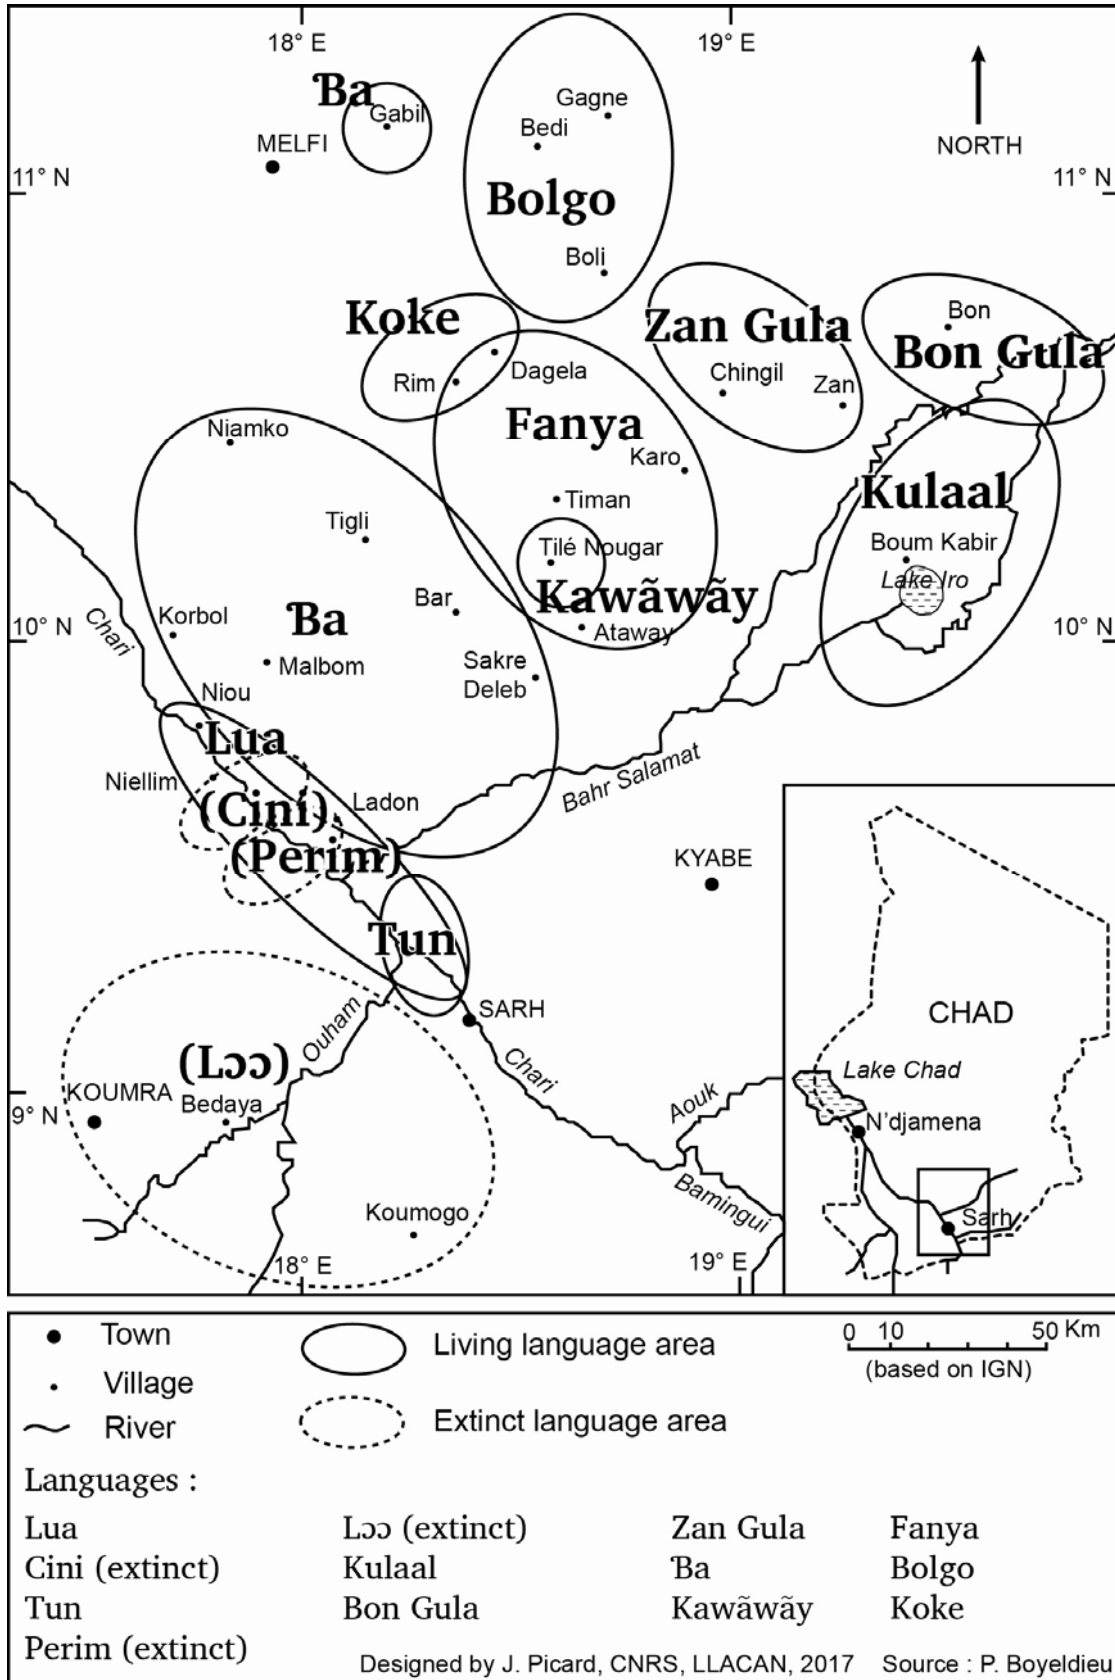 18° E
19° E
Ɓa
Gabil
Gagne
Bedi
MELFI
NORTH
11° N
11° N
Bolgo
Boli
Koke
Zan Gula
Bon
Bon Gula
Rim
Dagela
Chingil
Zan
Niamko
Fanya
Karo
Kulaal
Timan
Tigli
Tilé Nougar
Boum Kabir
Lake Iro
Kawãwãy
Bar
Korbol
Ɓa
Ataway
Chari
10° N
10° N
Malbom
Sakre
Deleb
Niou
Lua
Niellim
Bahr Salamat
(Cini)
Ladon
(Perim)
KYABE
Tun
SARH
Ouham
CHAD
(Lɔɔ)
Chari
Lake Chad
KOUMRA
Bedaya
9° N
Aouk
N'djamena
Bamingui
Koumogo
Sarh
18° E
19° E
Town
Living language area
0 10 50 Km
(based on IGN)
Village
River
Extinct language area
Languages :
Lua
Cini (extinct)
Tun
Perim (extinct)
Lɔɔ (extinct)
Kulaal
Bon Gula
Zan Gula
Ɓa
Kawãwãy
Fanya
Bolgo
Koke
Designed by J. Picard, CNRS, LLACAN, 2017 Source : P. Boyeldieu